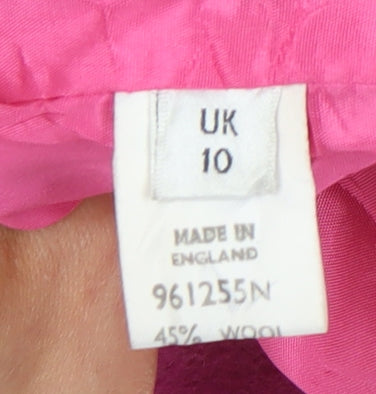 UK
10
MADE IN
ENGLAND
961255N
45% WOOL